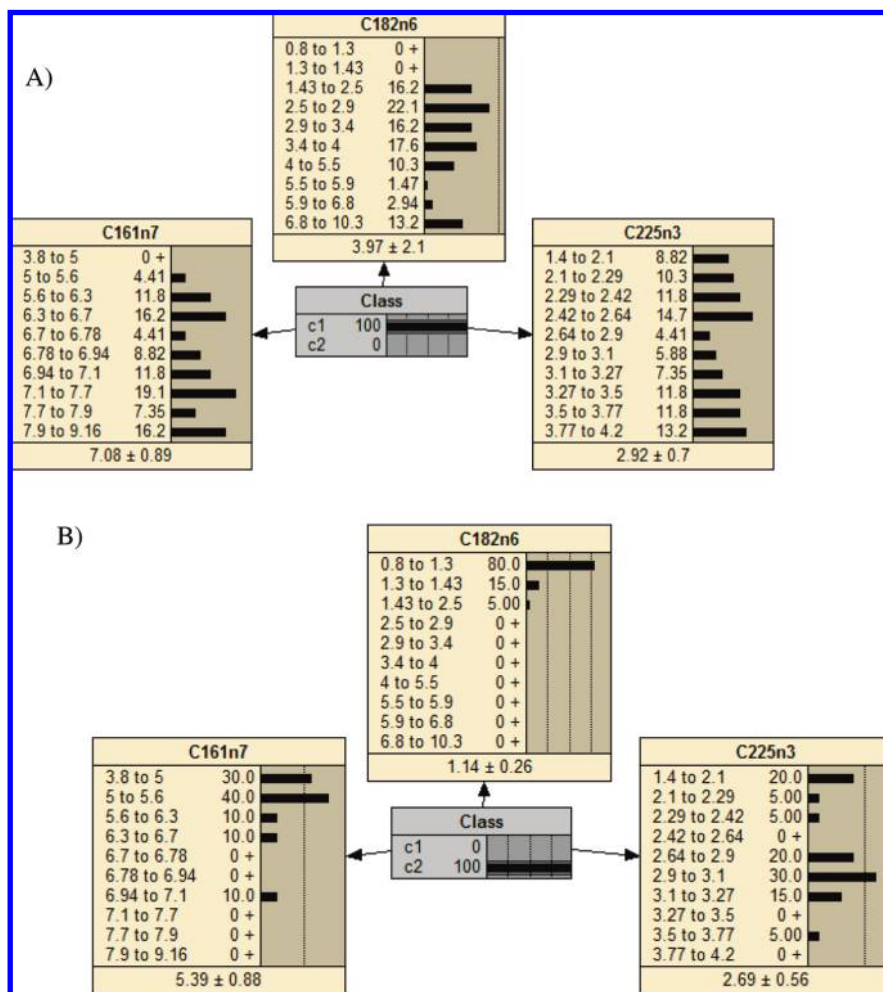 A)
C182n6
0.8 to 1.3 0 +
1.3 to 1.43 0 +
1.43 to 2.5 16.2
2.5 to 2.9 22.1
2.9 to 3.4 16.2
3.4 to 4 17.6
4 to 5.5 10.3
5.5 to 5.9 1.47
5.9 to 6.8 2.94
6.8 to 10.3 13.2
3.97 ± 2.1
C161n7
3.8 to 5 0 +
5 to 5.6 4.41
5.6 to 6.3 11.8
6.3 to 6.7 16.2
6.7 to 6.78 4.41
6.78 to 6.94 8.82
6.94 to 7.1 11.8
7.1 to 7.7 19.1
7.7 to 7.9 7.35
7.9 to 9.16 16.2
7.08 ± 0.89
Class
c1 100
c2 0
C225n3
1.4 to 2.1 8.82
2.1 to 2.29 10.3
2.29 to 2.42 11.8
2.42 to 2.64 14.7
2.64 to 2.9 4.41
2.9 to 3.1 5.88
3.1 to 3.27 7.35
3.27 to 3.5 11.8
3.5 to 3.77 11.8
3.77 to 4.2 13.2
2.92 ± 0.7
B)
C182n6
0.8 to 1.3 80.0
1.3 to 1.43 15.0
1.43 to 2.5 5.00
2.5 to 2.9 0 +
2.9 to 3.4 0 +
3.4 to 4 0 +
4 to 5.5 0 +
5.5 to 5.9 0 +
5.9 to 6.8 0 +
6.8 to 10.3 0 +
1.14 ± 0.26
C161n7
3.8 to 5 30.0
5 to 5.6 40.0
5.6 to 6.3 10.0
6.3 to 6.7 10.0
6.7 to 6.78 0 +
6.78 to 6.94 0 +
6.94 to 7.1 10.0
7.1 to 7.7 0 +
7.7 to 7.9 0 +
7.9 to 9.16 0 +
5.39 ± 0.88
Class
c1 0
c2 100
C225n3
1.4 to 2.1 20.0
2.1 to 2.29 5.00
2.29 to 2.42 5.00
2.42 to 2.64 0 +
2.64 to 2.9 20.0
2.9 to 3.1 30.0
3.1 to 3.27 15.0
3.27 to 3.5 0 +
3.5 to 3.77 5.00
3.77 to 4.2 0 +
2.69 ± 0.56